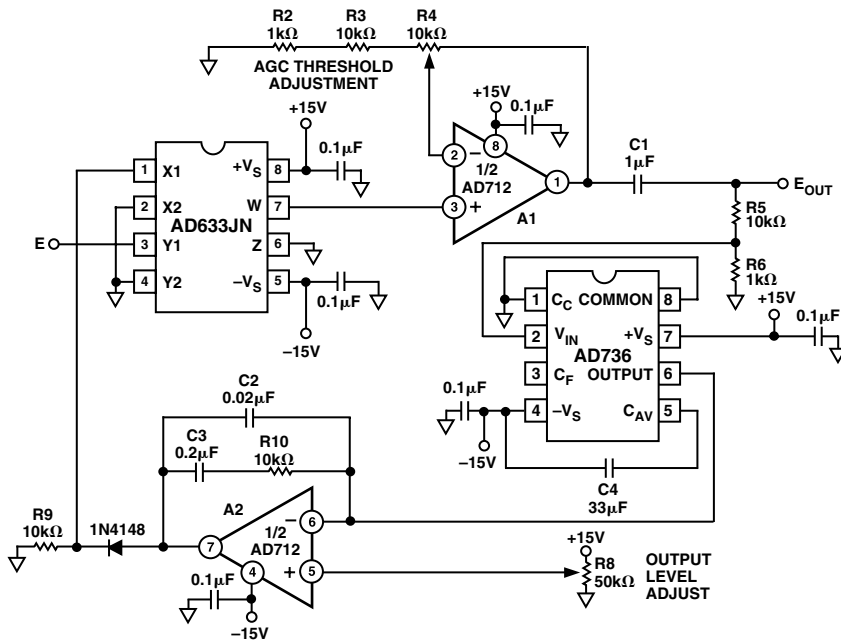 R2
1kΩ
R3
10kΩ
R4
10kΩ
AGC THRESHOLD
ADJUSTMENT
+15V
0.1µF
+15V
0.1µF
1 X1
+VS 8
2 X2
W 7
AD633JN
3 Y1
Z 6
4 Y2
–VS 5
E
0.1µF
–15V
2 –
8
1/2
AD712
1
3 +
A1
C1
1µF
EOUT
R5
10kΩ
R6
1kΩ
+15V
0.1µF
1 CC COMMON 8
2 VIN +VS 7
AD736
3 CF OUTPUT 6
4 –VS CAV 5
0.1µF
–15V
C4
33µF
C2
0.02µF
C3
0.2µF
R10
10kΩ
R9
10kΩ
1N4148
A2
7
1/2
AD712
– 6
+ 5
4
0.1µF
–15V
+15V
R8
50kΩ
OUTPUT
LEVEL
ADJUST